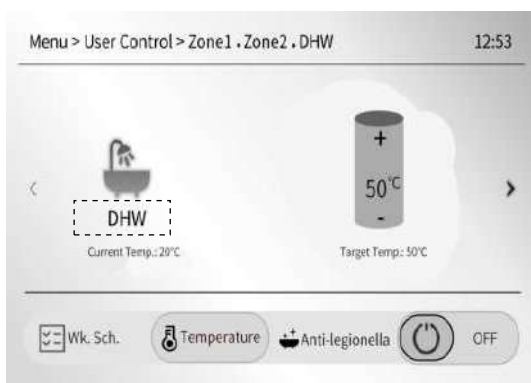 Menu > User Control > Zone1 . Zone2 . DHW 12:53
+
50°C
-
DHW
Current Temp.: 20°C Target Temp.: 50°C
Wk. Sch. Temperature Anti-legionella OFF